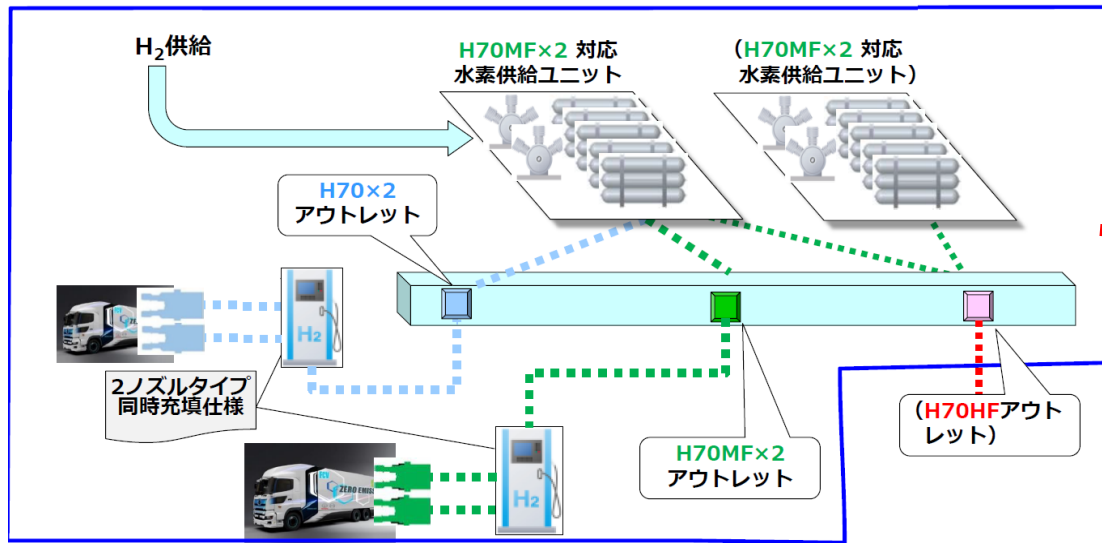 H₂供給
H70MF×2 対応
水素供給ユニット
（H70MF×2 対応
水素供給ユニット）
H70×2
アウトレット
H2
2ノズルタイプ
同時充填仕様
H2
ZERO EMISS
H70MF×2
アウトレット
（H70HFアウト
レット）